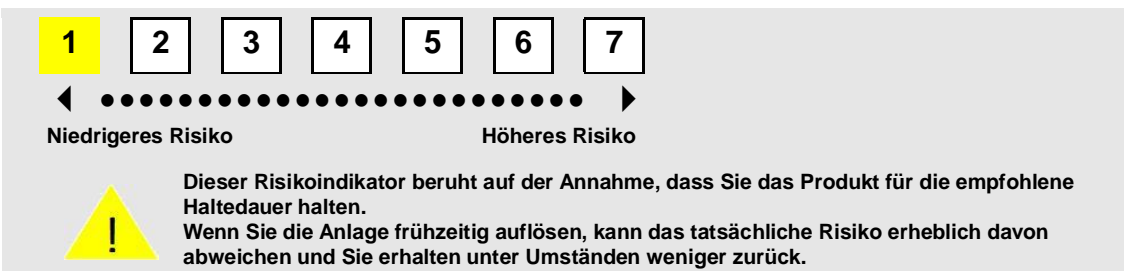 1 2 3 4 5 6 7
Niedrigeres Risiko Höheres Risiko
Dieser Risikoindikator beruht auf der Annahme, dass Sie das Produkt für die empfohlene
Haltedauer halten.
Wenn Sie die Anlage frühzeitig auflösen, kann das tatsächliche Risiko erheblich davon
abweichen und Sie erhalten unter Umständen weniger zurück.
!